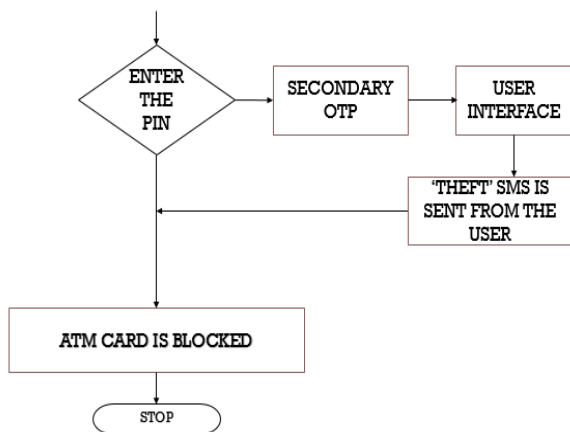 ENTER
THE
PIN
SECONDARY
OTP
USER
INTERFACE
‘THEFT’ SMS IS
SENT FROM THE
USER
ATM CARD IS BLOCKED
STOP